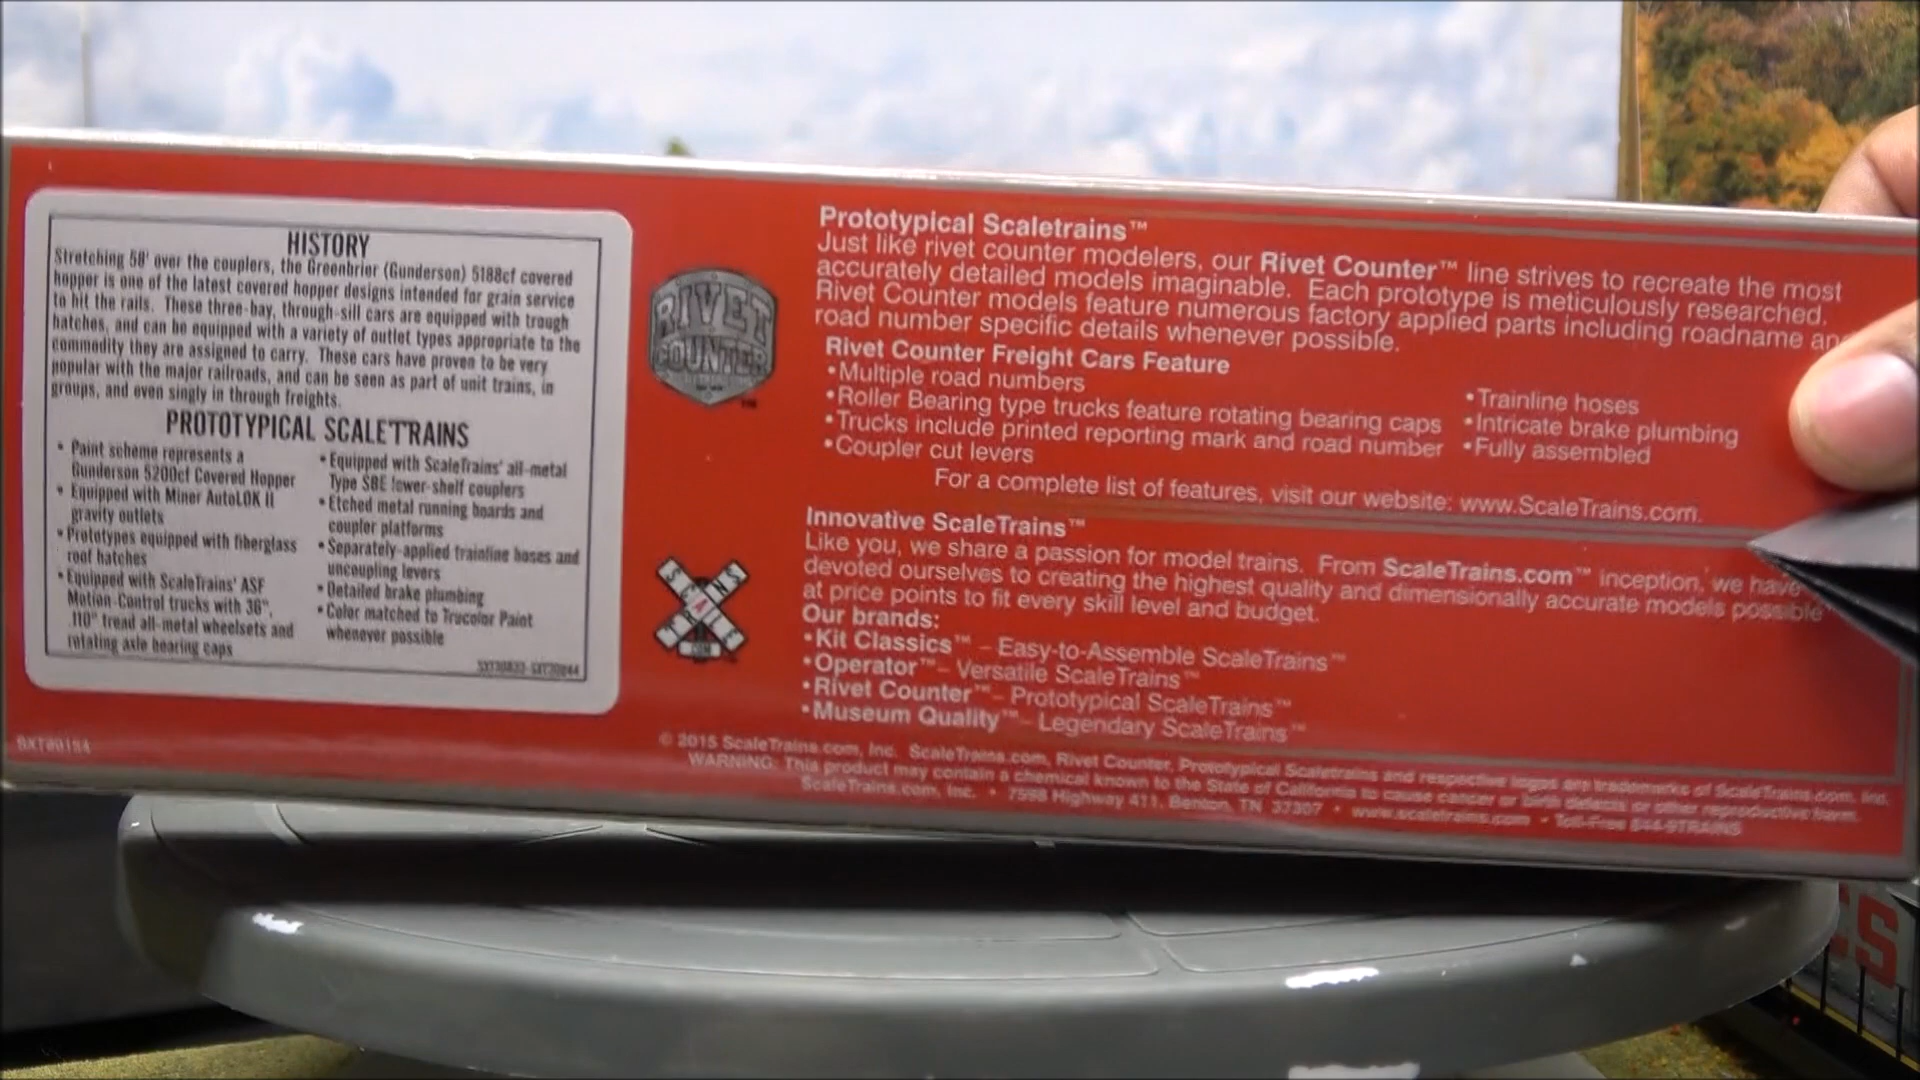 HISTORY
Stretching 58' over the couplers, the Greenbrier (Gunderson) 5188cf covered
hopper is one of the latest covered hopper designs intended for grain service
to hit the rails. These three-bay, through-sill cars are equipped with trough
hatches, and can be equipped with a variety of outlet types appropriate to the
commodity they are assigned to carry. These cars have proven to be very
popular with the major railroads, and can be seen as part of unit trains, in
groups, and even singly in through freights.
PROTOTYPICAL SCALETRAINS
• Paint scheme represents a
Gunderson 5200cf Covered Hopper
• Equipped with Miner AutoLOK II
gravity outlets
• Prototypes equipped with fiberglass
roof hatches
• Equipped with ScaleTrains' ASF
Motion-Control trucks with 36",
.110" tread all-metal wheelsets and
rotating axle bearing caps
• Equipped with ScaleTrains' all-metal
Type SBE lower-shelf couplers
• Etched metal running boards and
coupler platforms
• Separately-applied trainline hoses and
uncoupling levers
• Detailed brake plumbing
• Color matched to Trucolor Paint
whenever possible
RIVET
COUNTER
SCALE
TRAINS
.COM
Prototypical Scaletrains™
Just like rivet counter modelers, our Rivet Counter™ line strives to recreate the most
accurately detailed models imaginable. Each prototype is meticulously researched.
Rivet Counter models feature numerous factory applied parts including roadname an
road number specific details whenever possible.
Rivet Counter Freight Cars Feature
•Multiple road numbers
•Roller Bearing type trucks feature rotating bearing caps
•Trucks include printed reporting mark and road number
•Coupler cut levers
•Trainline hoses
•Intricate brake plumbing
•Fully assembled
For a complete list of features, visit our website: www.ScaleTrains.com.
Innovative ScaleTrains™
Like you, we share a passion for model trains. From ScaleTrains.com™ inception, we have
devoted ourselves to creating the highest quality and dimensionally accurate models possible
at price points to fit every skill level and budget.
Our brands:
•Kit Classics™ – Easy-to-Assemble ScaleTrains™
•Operator™ – Versatile ScaleTrains™
•Rivet Counter™ – Prototypical ScaleTrains™
•Museum Quality™ – Legendary ScaleTrains™
© 2015 ScaleTrains.com, Inc. ScaleTrains.com, Rivet Counter, Prototypical Scaletrains and respective logos are trademarks of ScaleTrains.com, Inc.
WARNING: This product may contain a chemical known to the State of California to cause cancer or birth defects or other reproductive harm.
ScaleTrains.com, Inc. • 7598 Highway 411, Benton, TN 37307 • www.scaletrains.com • Toll-Free 844-9TRAINS